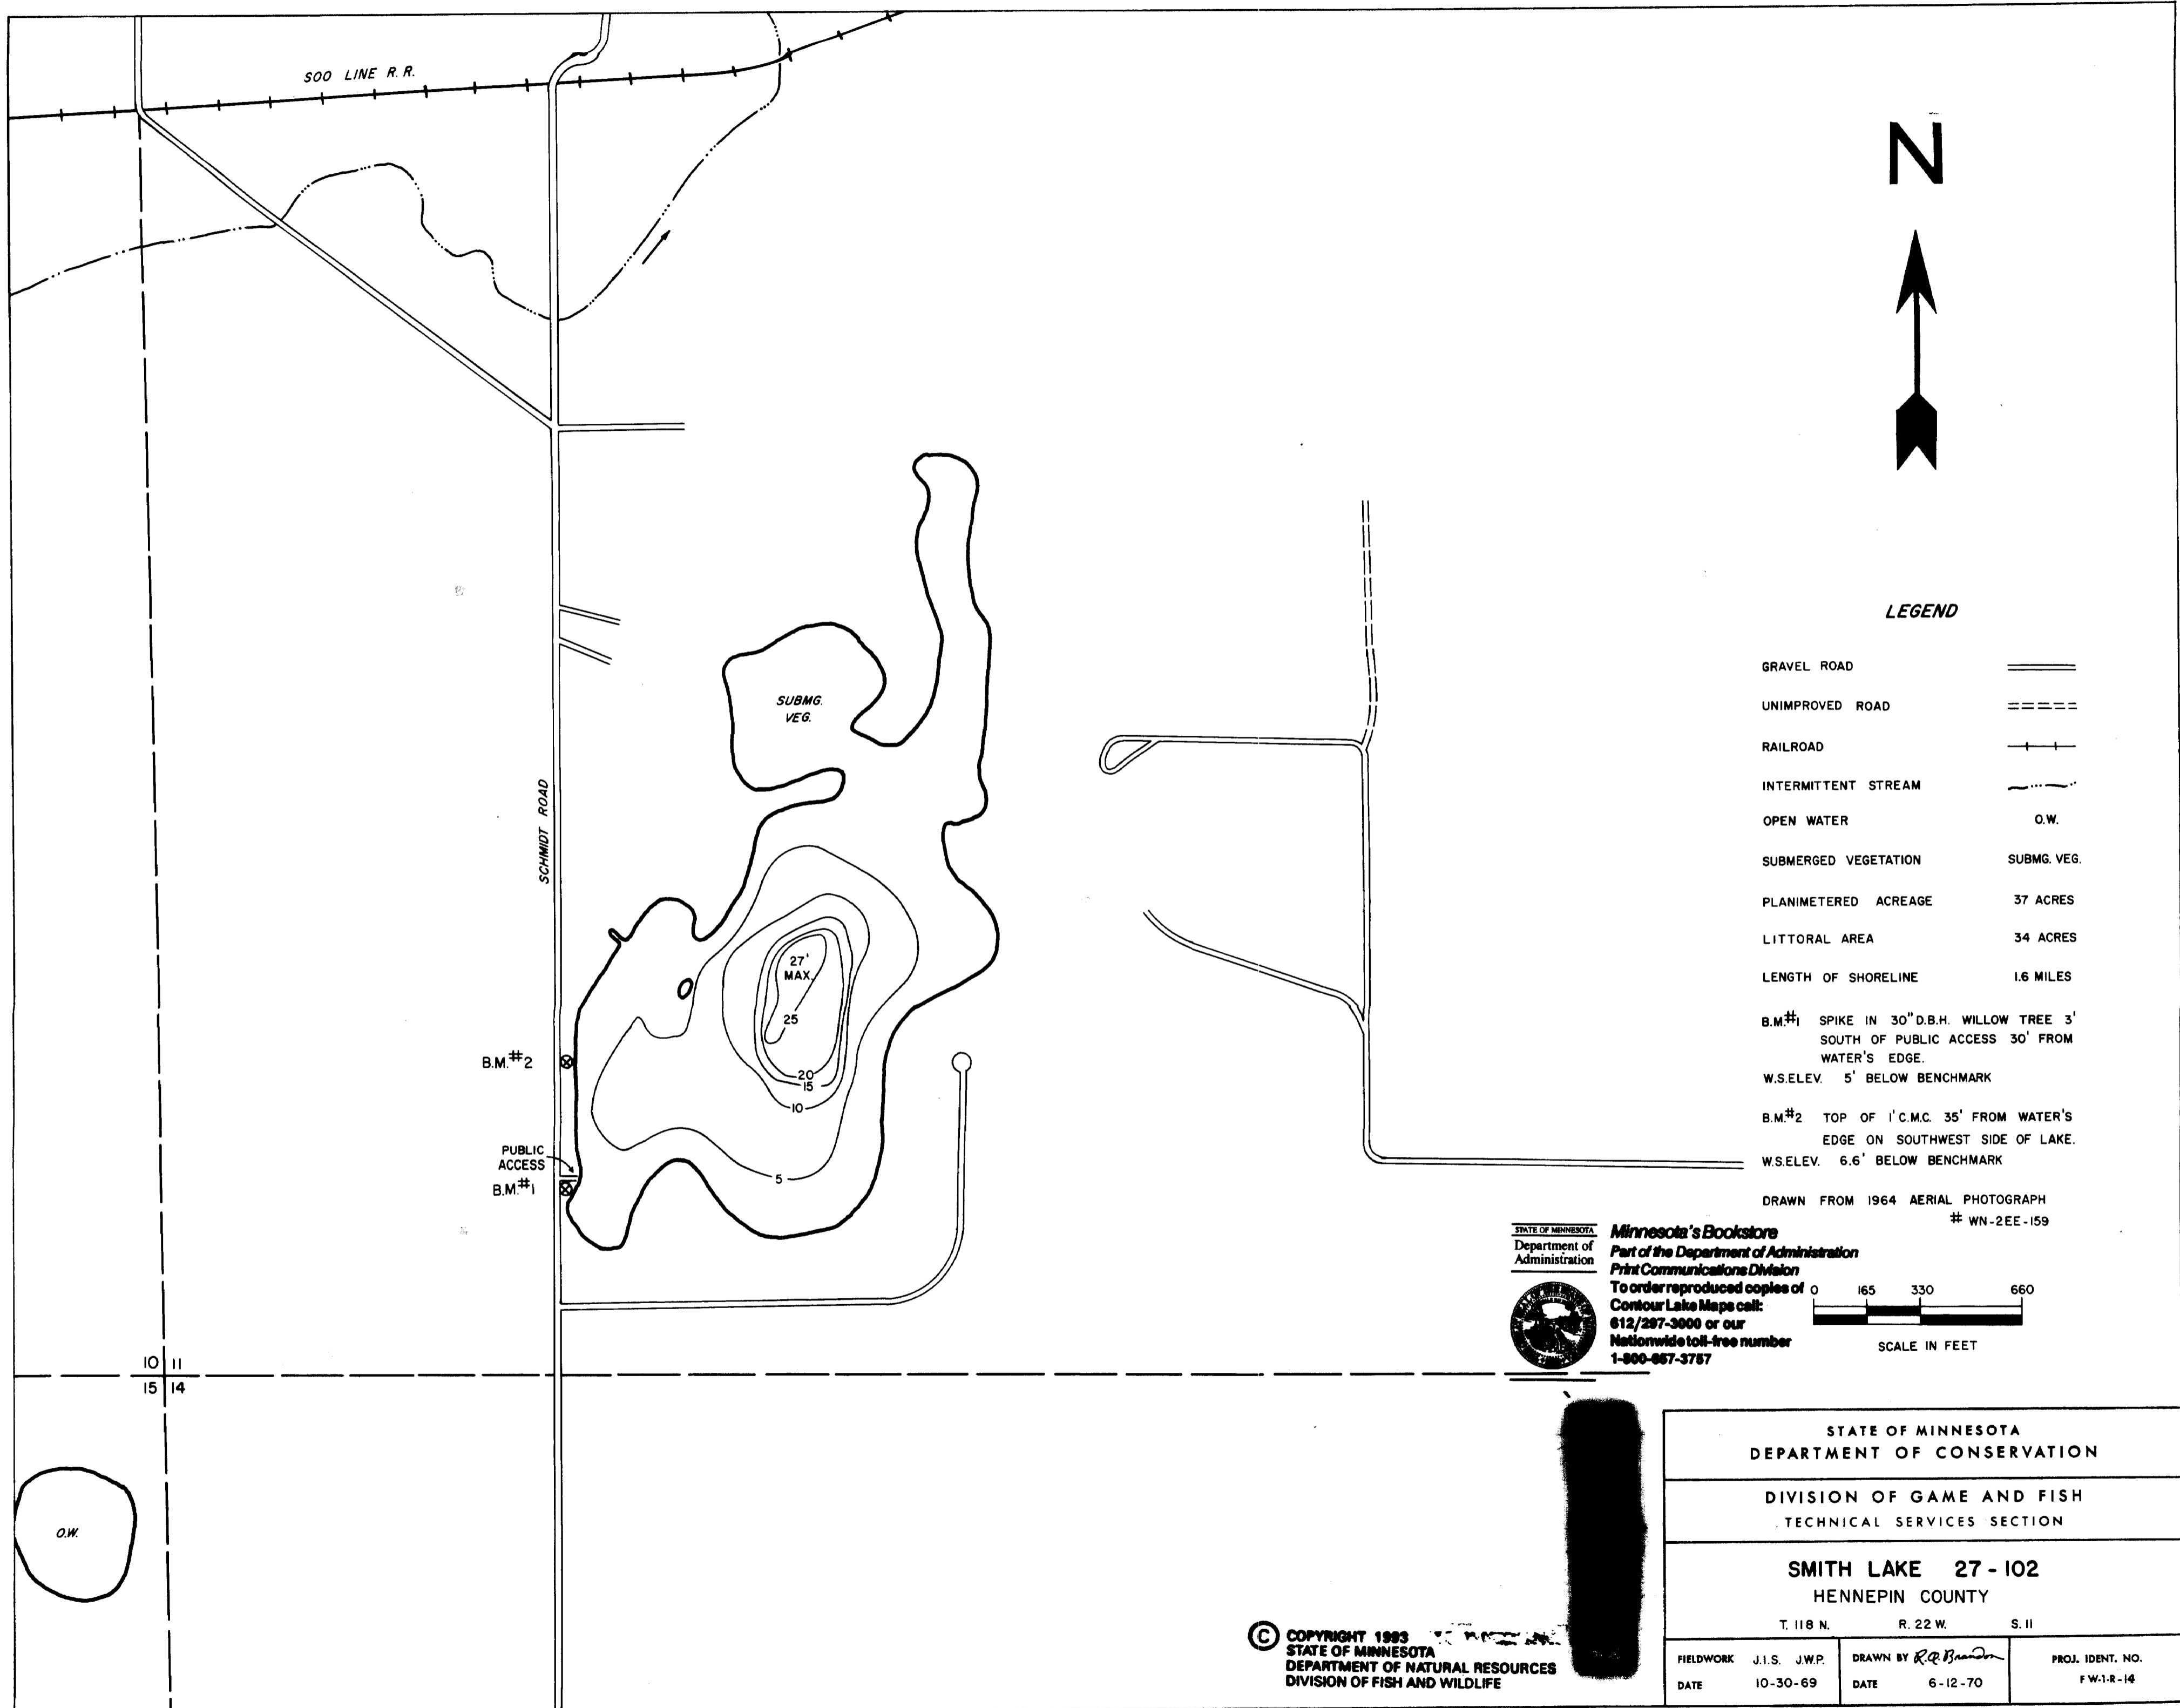 SOO LINE R.R.
N
SUBMG.
VEG.
SCHMIDT ROAD
27'
MAX.
25
20
15
10
5
B.M.#2
PUBLIC
ACCESS
B.M.#1
10 11
15 14
O.W.
LEGEND
GRAVEL ROAD
UNIMPROVED ROAD
RAILROAD
INTERMITTENT STREAM
OPEN WATER O.W.
SUBMERGED VEGETATION SUBMG. VEG.
PLANIMETERED ACREAGE 37 ACRES
LITTORAL AREA 34 ACRES
LENGTH OF SHORELINE 1.6 MILES
B.M.#1 SPIKE IN 30" D.B.H. WILLOW TREE 3'
SOUTH OF PUBLIC ACCESS 30' FROM
WATER'S EDGE.
W.S.ELEV. 5' BELOW BENCHMARK
B.M.#2 TOP OF 1' C.M.C. 35' FROM WATER'S
EDGE ON SOUTHWEST SIDE OF LAKE.
W.S.ELEV. 6.6' BELOW BENCHMARK
DRAWN FROM 1964 AERIAL PHOTOGRAPH
# WN-2EE-159
STATE OF MINNESOTA
Department of
Administration
Minnesota's Bookstore
Part of the Department of Administration
Print Communications Division
To order reproduced copies of
Contour Lake Maps call:
612/297-3000 or our
Nationwide toll-free number
1-800-657-3757
0 165 330 660
SCALE IN FEET
STATE OF MINNESOTA
DEPARTMENT OF CONSERVATION
DIVISION OF GAME AND FISH
TECHNICAL SERVICES SECTION
SMITH LAKE 27-102
HENNEPIN COUNTY
T. 118 N. R. 22 W. S. 11
FIELDWORK J.I.S. J.W.P.
DATE 10-30-69
DRAWN BY R.Q. Brandon
DATE 6-12-70
PROJ. IDENT. NO.
FW-1-R-14
© COPYRIGHT 1993
STATE OF MINNESOTA
DEPARTMENT OF NATURAL RESOURCES
DIVISION OF FISH AND WILDLIFE